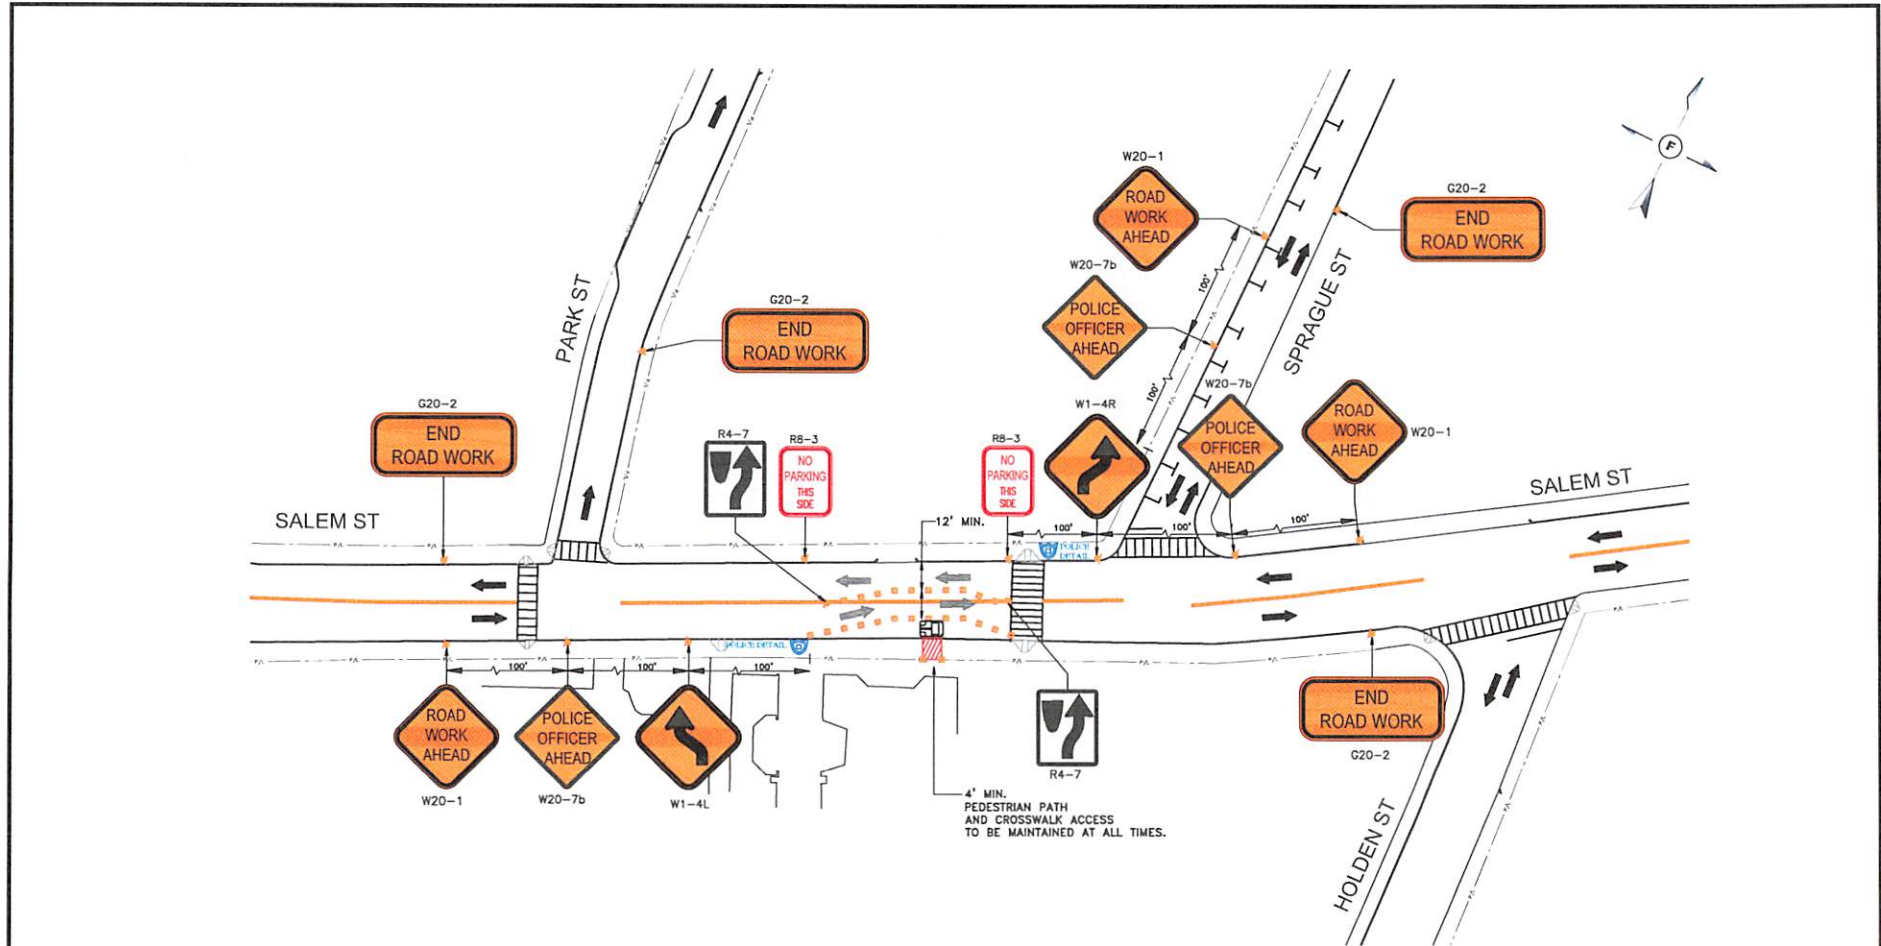 W20-1
ROAD
WORK
AHEAD
G20-2
END
ROAD WORK
W20-7b
POLICE
OFFICER
AHEAD
100'
100'
SPRAGUE ST
PARK ST
G20-2
END
ROAD WORK
G20-2
END
ROAD WORK
R4-7
R8-3
NO
PARKING
THIS
SIDE
R8-3
NO
PARKING
THIS
SIDE
W1-4R
W20-7b
POLICE
OFFICER
AHEAD
ROAD
WORK
AHEAD
W20-1
SALEM ST
SALEM ST
12' MIN.
100'
100'
100'
POLICE
DETAIL
POLICE DETAIL
100'
100'
100'
ROAD
WORK
AHEAD
W20-1
POLICE
OFFICER
AHEAD
W20-7b
W1-4L
R4-7
END
ROAD WORK
G20-2
4' MIN.
PEDESTRIAN PATH
AND CROSSWALK ACCESS
TO BE MAINTAINED AT ALL TIMES.
HOLDEN ST
F